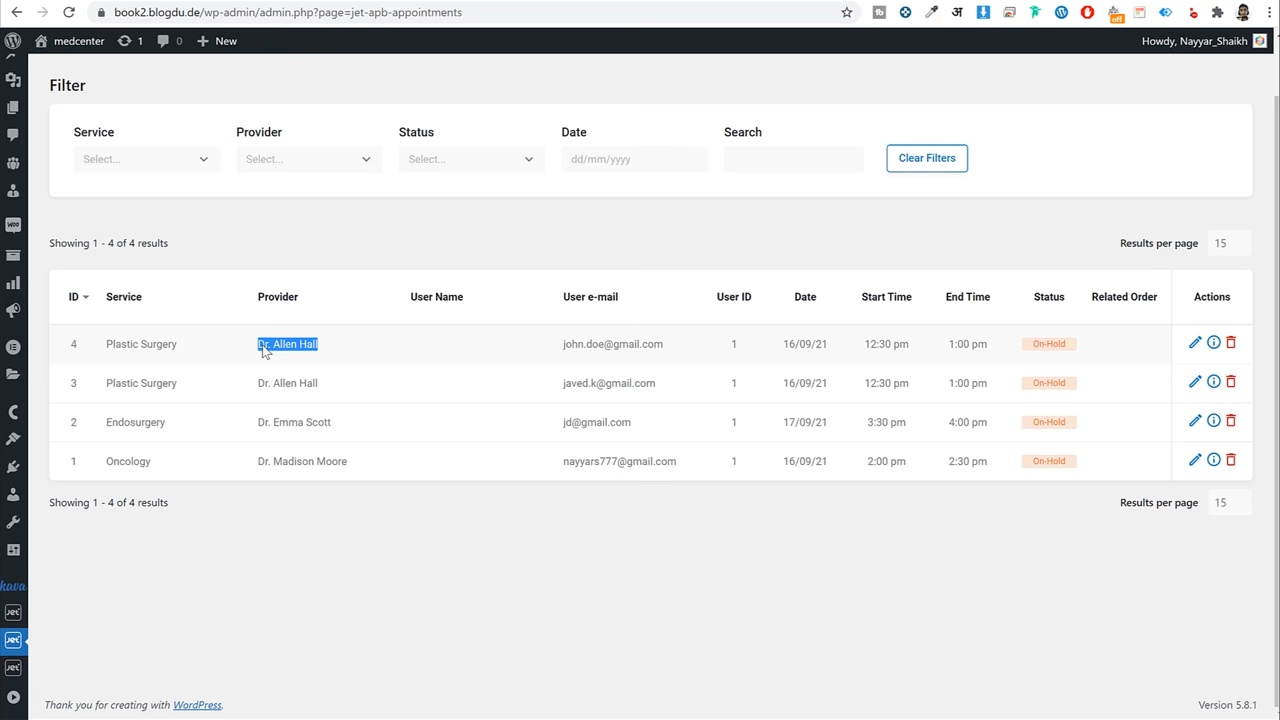 book2.blogdu.de/wp-admin/admin.php?page=jet-apb-appointments
अ
off
medcenter 1 0 New Howdy, Nayyar_Shaikh
Filter
Service Provider Status Date Search
Select... Select... Select... dd/mm/yyyy Clear Filters
Showing 1 - 4 of 4 results Results per page 15
ID Service Provider User Name User e-mail User ID Date Start Time End Time Status Related Order Actions
4 Plastic Surgery Dr. Allen Hall john.doe@gmail.com 1 16/09/21 12:30 pm 1:00 pm On-Hold
3 Plastic Surgery Dr. Allen Hall javed.k@gmail.com 1 16/09/21 12:30 pm 1:00 pm On-Hold
2 Endosurgery Dr. Emma Scott jd@gmail.com 1 17/09/21 3:30 pm 4:00 pm On-Hold
1 Oncology Dr. Madison Moore nayyars777@gmail.com 1 16/09/21 2:00 pm 2:30 pm On-Hold
Showing 1 - 4 of 4 results Results per page 15
Thank you for creating with WordPress. Version 5.8.1